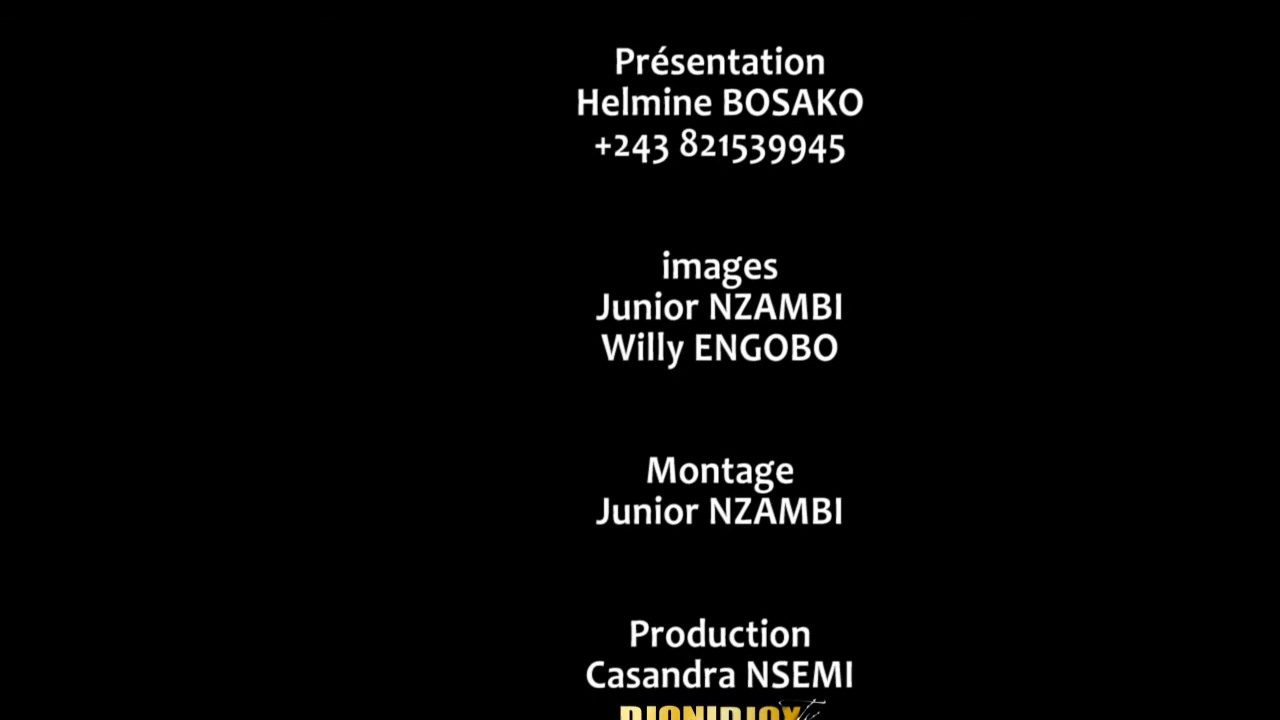 Présentation
Helmine BOSAKO
+243 821539945
images
Junior NZAMBI
Willy ENGOBO
Montage
Junior NZAMBI
Production
Casandra NSEMI